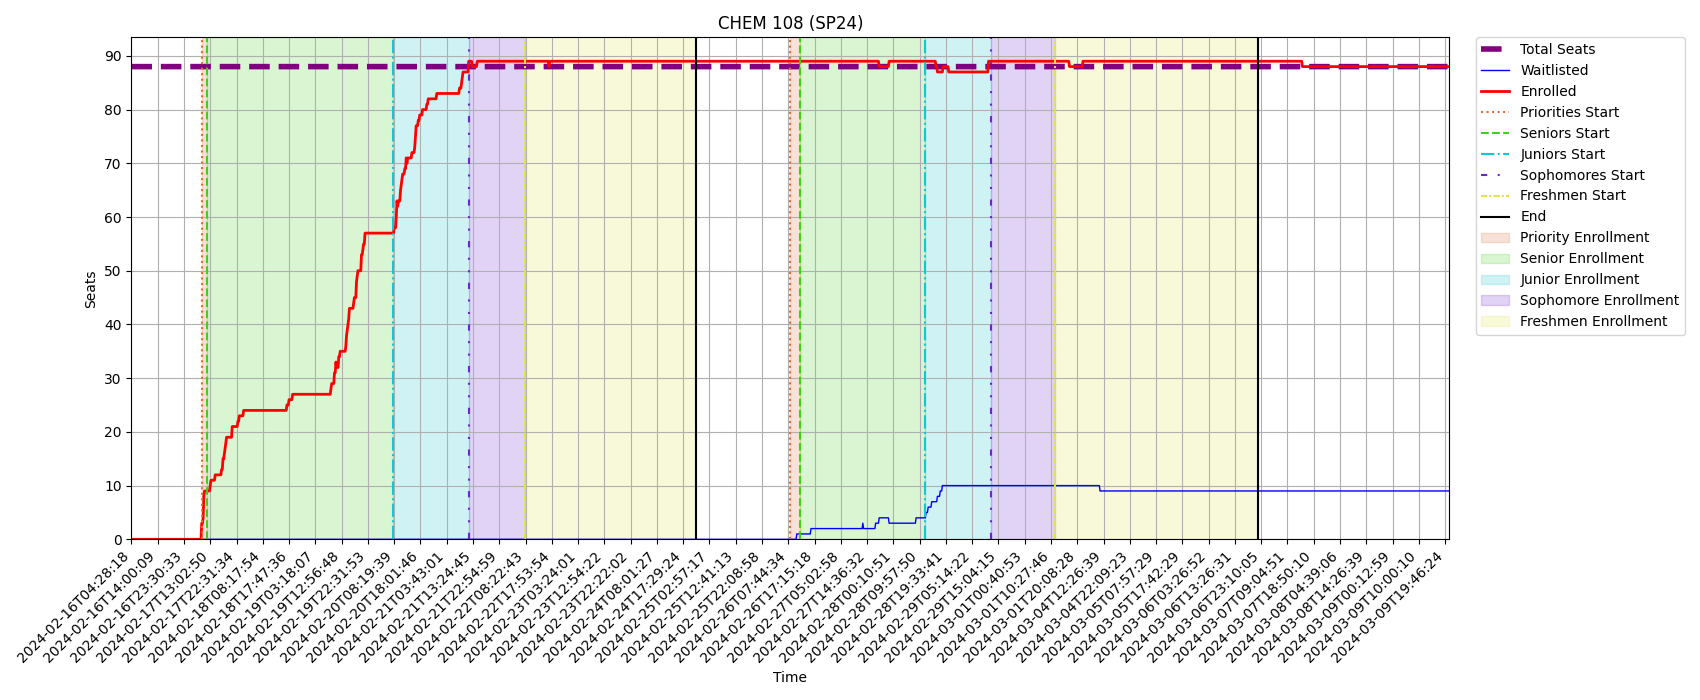 CHEM 108 (SP24)
Seats
90
80
70
60
50
40
30
20
10
0
2024-02-16T04:28:18
2024-02-16T14:00:09
2024-02-16T23:30:33
2024-02-17T13:02:50
2024-02-17T22:31:34
2024-02-18T08:17:54
2024-02-18T17:47:36
2024-02-19T03:18:07
2024-02-19T12:56:48
2024-02-19T22:31:53
2024-02-20T08:19:39
2024-02-20T18:01:46
2024-02-21T03:43:01
2024-02-21T13:24:45
2024-02-21T22:54:59
2024-02-22T08:22:43
2024-02-22T17:53:54
2024-02-23T03:24:01
2024-02-23T12:54:22
2024-02-23T22:22:02
2024-02-24T08:01:27
2024-02-24T17:29:24
2024-02-25T02:57:17
2024-02-25T12:41:13
2024-02-25T22:08:58
2024-02-26T07:44:34
2024-02-26T17:15:18
2024-02-27T05:02:58
2024-02-27T14:36:32
2024-02-28T00:10:51
2024-02-28T09:57:50
2024-02-28T19:33:41
2024-02-29T05:14:22
2024-02-29T15:04:15
2024-03-01T00:40:53
2024-03-01T10:27:46
2024-03-01T20:08:28
2024-03-04T12:26:39
2024-03-04T22:09:23
2024-03-05T07:57:29
2024-03-05T17:42:29
2024-03-06T03:26:52
2024-03-06T13:26:31
2024-03-06T23:10:05
2024-03-07T09:04:51
2024-03-07T18:50:10
2024-03-08T04:39:06
2024-03-08T14:26:39
2024-03-09T00:12:59
2024-03-09T10:00:10
2024-03-09T19:46:24
Time
Total Seats
Waitlisted
Enrolled
Priorities Start
Seniors Start
Juniors Start
Sophomores Start
Freshmen Start
End
Priority Enrollment
Senior Enrollment
Junior Enrollment
Sophomore Enrollment
Freshmen Enrollment